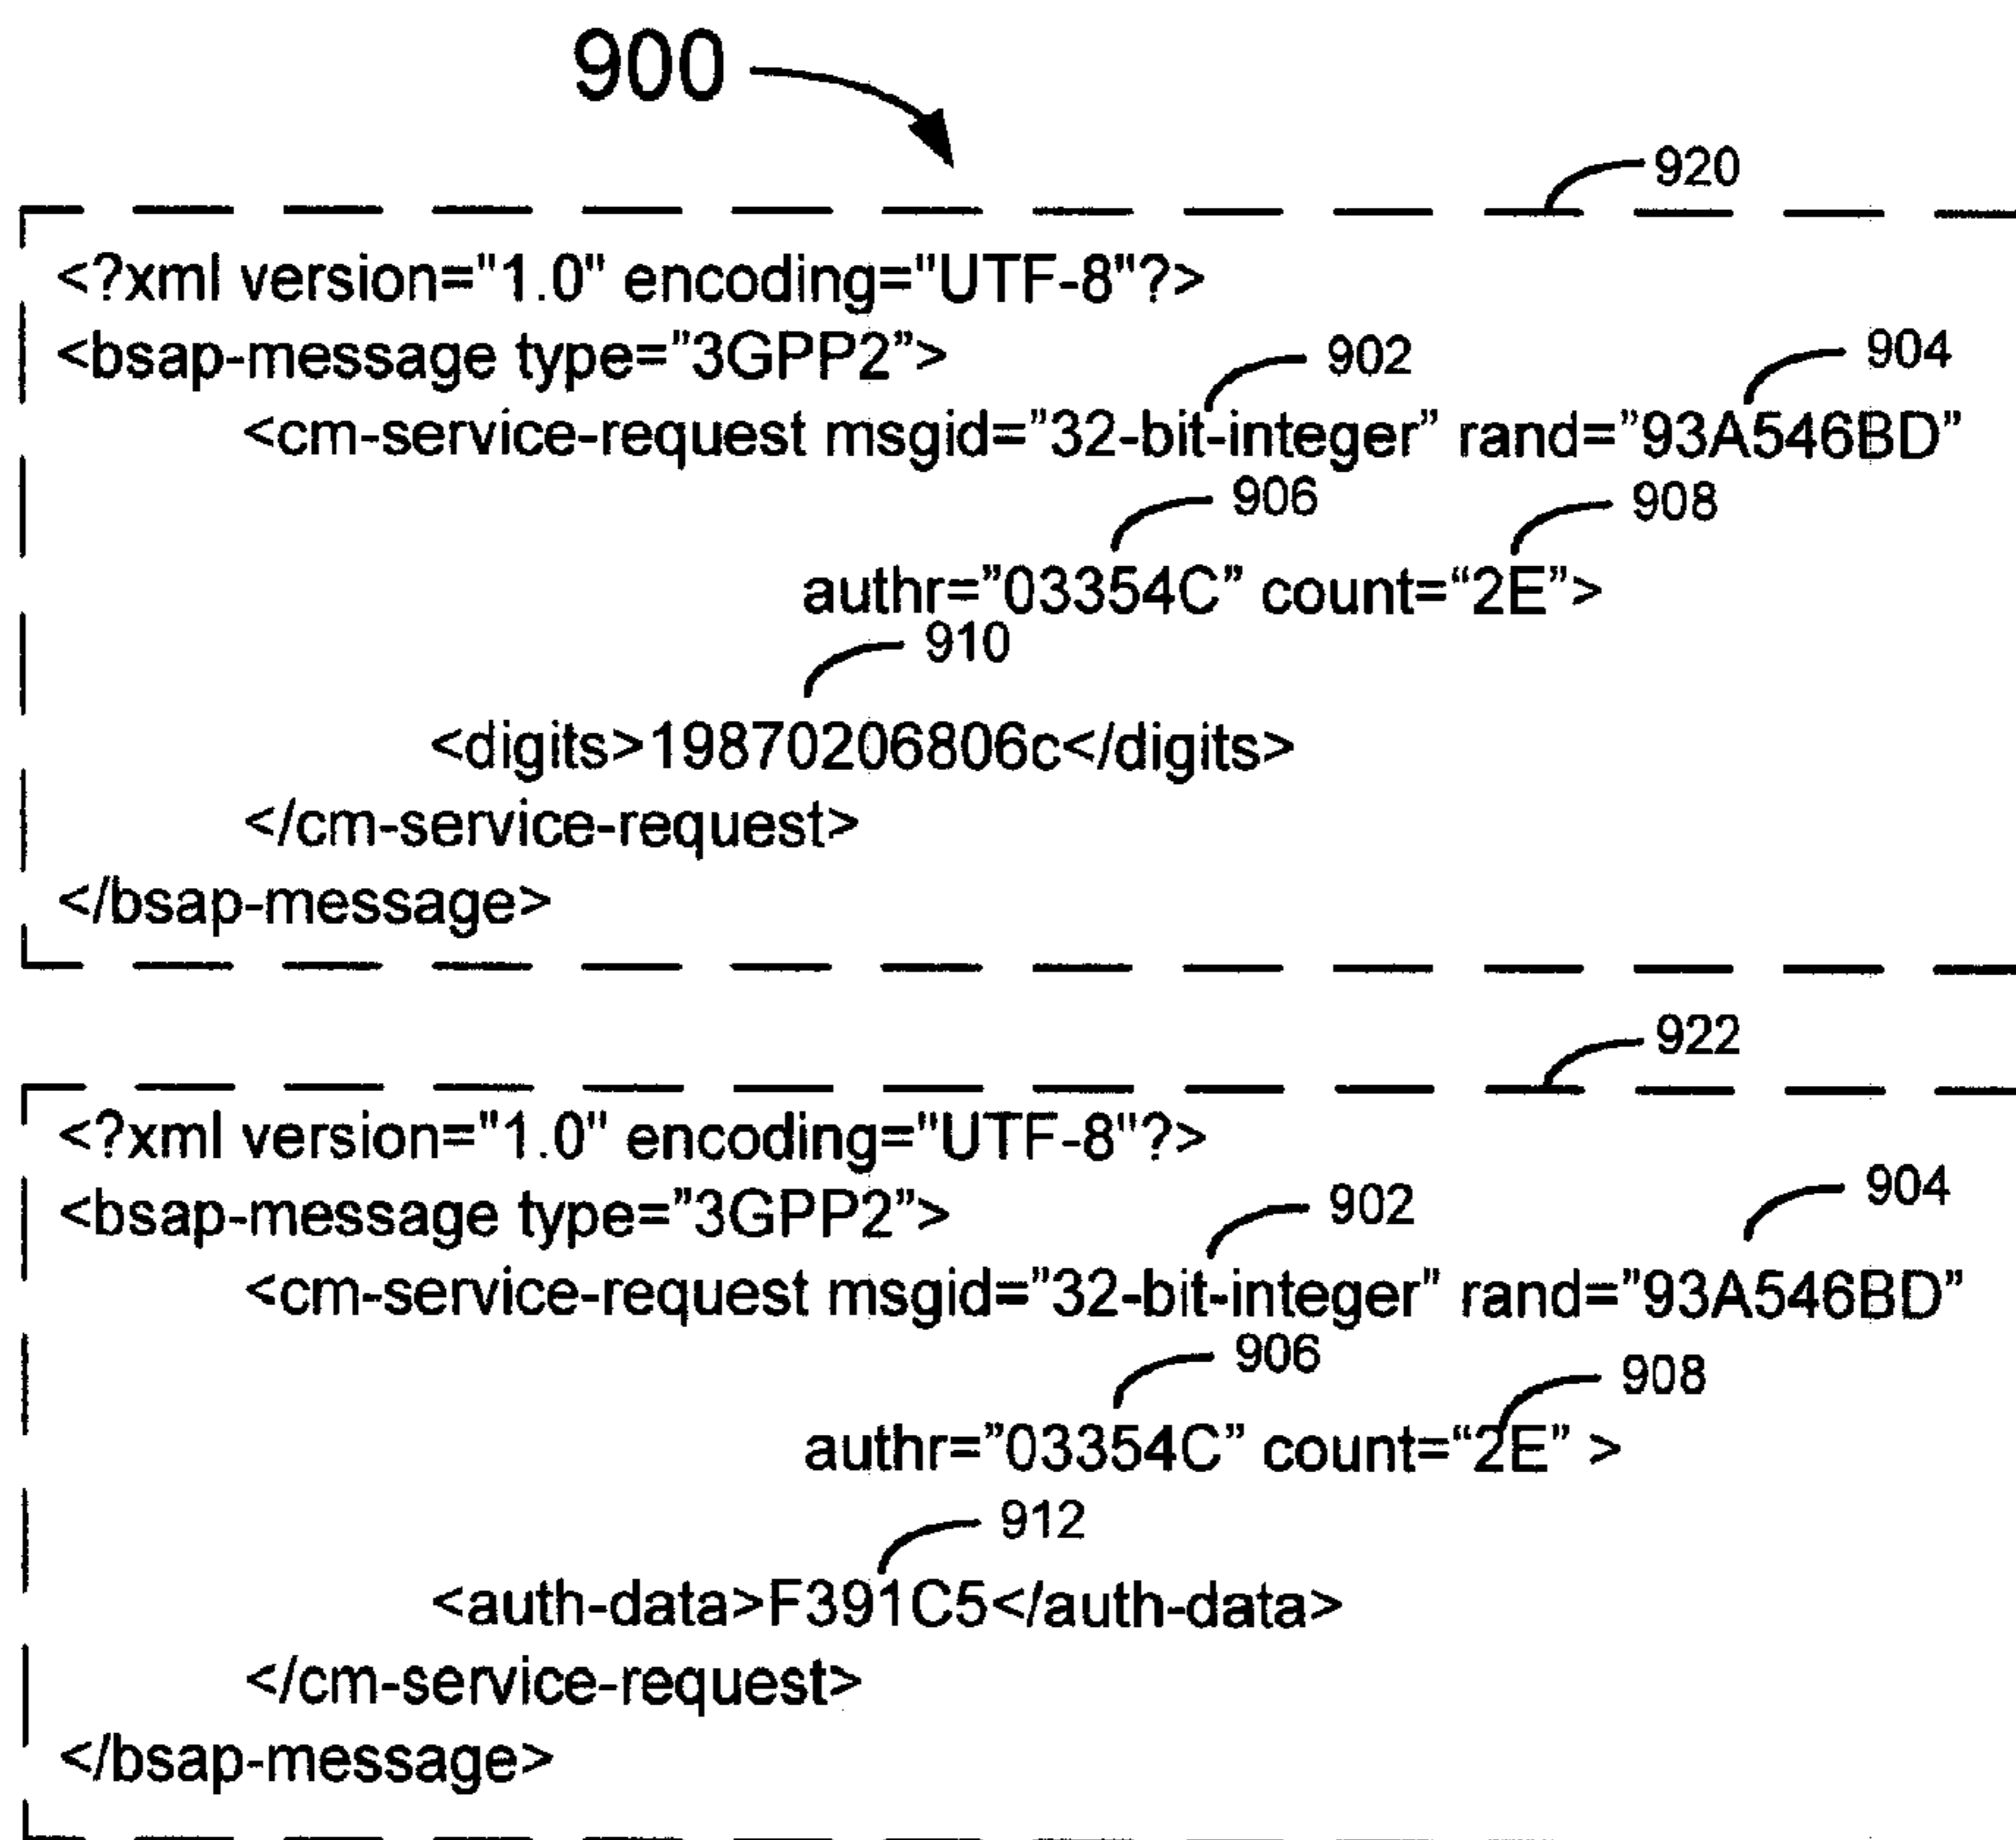 900
920
<?xml version="1.0" encoding="UTF-8"?>
<bsap-message type=”3GPP2”>
902
904
<cm-service-request msgid=”32-bit-integer” rand=”93A546BD”
906
908
authr=”03354C” count=“2E”>
910
<digits>19870206806c</digits>
</cm-service-request>
</bsap-message>
922
<?xml version="1.0" encoding="UTF-8"?>
<bsap-message type=”3GPP2”>
902
904
<cm-service-request msgid=”32-bit-integer” rand=”93A546BD”
906
908
authr=”03354C” count=“2E” >
912
<auth-data>F391C5</auth-data>
</cm-service-request>
</bsap-message>